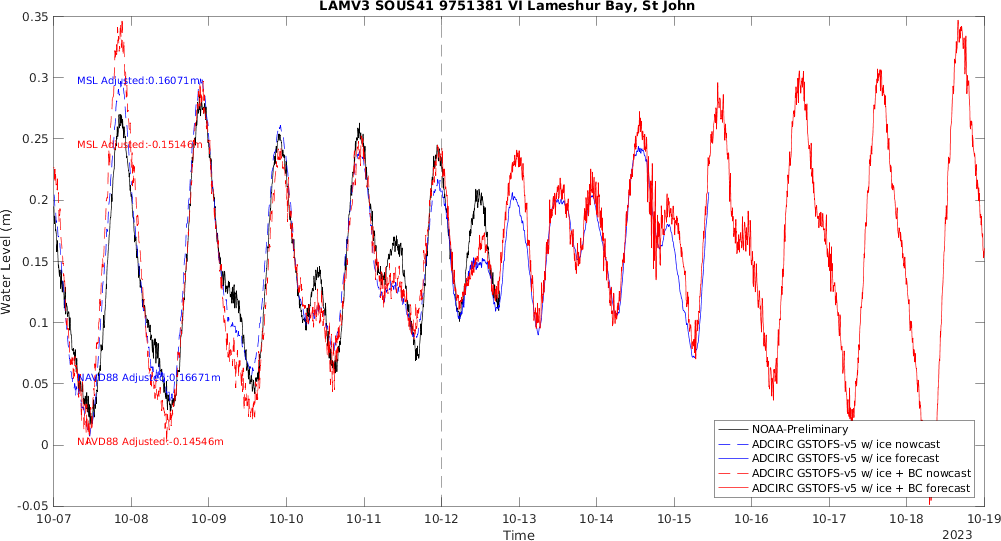 LAMV3 SOUS41 9751381 VI Lameshur Bay, St John
0.35
0.3
0.25
0.2
0.15
0.1
0.05
0
-0.05
Water Level (m)
MSL Adjusted:0.16071m
MSL Adjusted:-0.15146m
NAVD88 Adjusted:0.16671m
NAVD88 Adjusted:-0.14546m
NOAA-Preliminary
ADCIRC GSTOFS-v5 w/ ice nowcast
ADCIRC GSTOFS-v5 w/ ice forecast
ADCIRC GSTOFS-v5 w/ ice + BC nowcast
ADCIRC GSTOFS-v5 w/ ice + BC forecast
10-07 10-08 10-09 10-10 10-11 10-12 10-13 10-14 10-15 10-16 10-17 10-18 10-19
Time
2023